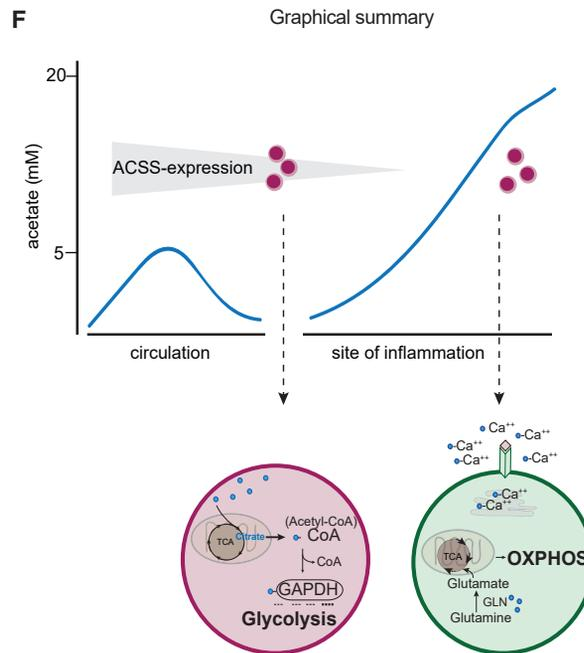 F
Graphical summary
20
acetate (mM)
ACSS-expression
5
circulation
site of inflammation
Ca++
-Ca++
-Ca++
-Ca++
-Ca++
-Ca++
-Ca++
(Acetyl-CoA)
TCA
Citrate
CoA
CoA
GAPDH
Glycolysis
TCA
OXPHOS
Glutamate
GLN
Glutamine